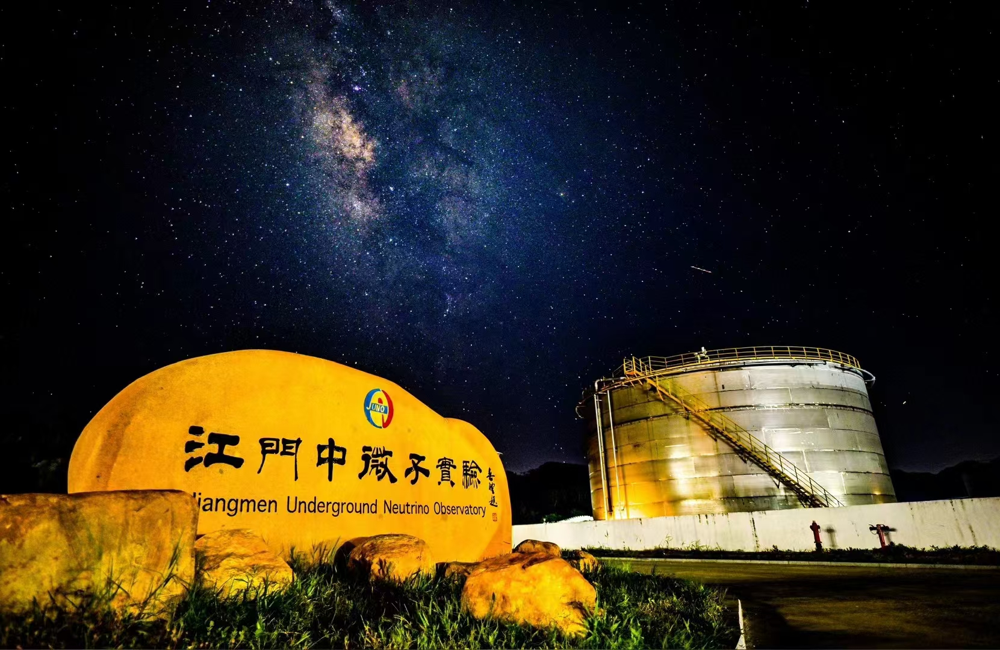 JUNO
江門中微子實驗
Jiangmen Underground Neutrino Observatory